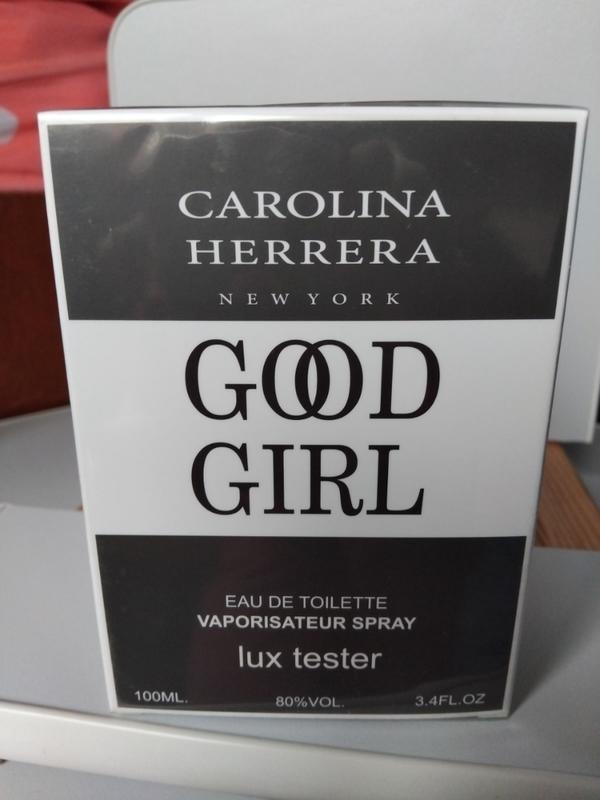 CAROLINA
HERRERA
NEW YORK
GOOD
GIRL
EAU DE TOILETTE
VAPORISATEUR SPRAY
lux tester
100ML. 80%VOL. 3.4FL.OZ